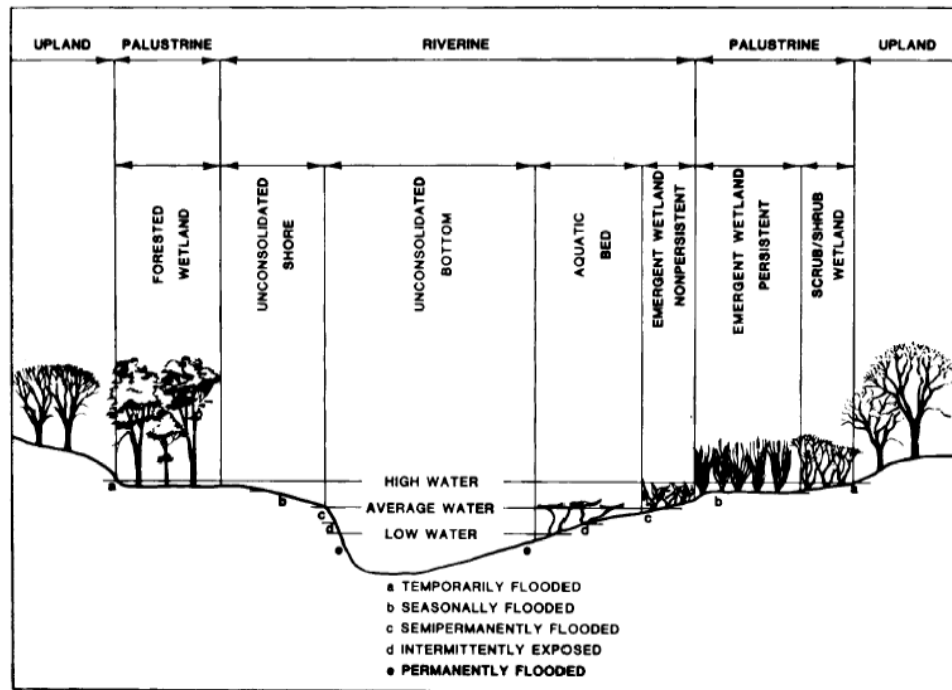 UPLAND PALUSTRINE RIVERINE PALUSTRINE UPLAND
FORESTED
WETLAND
UNCONSOLIDATED
SHORE
UNCONSOLIDATED
BOTTOM
AQUATIC
BED
EMERGENT WETLAND
NONPERSISTENT
EMERGENT WETLAND
PERSISTENT
SCRUB/SHRUB
WETLAND
HIGH WATER
AVERAGE WATER
LOW WATER
a
b
c
d
e
e
d
c
b
a
a TEMPORARILY FLOODED
b SEASONALLY FLOODED
c SEMIPERMANENTLY FLOODED
d INTERMITTENTLY EXPOSED
e PERMANENTLY FLOODED